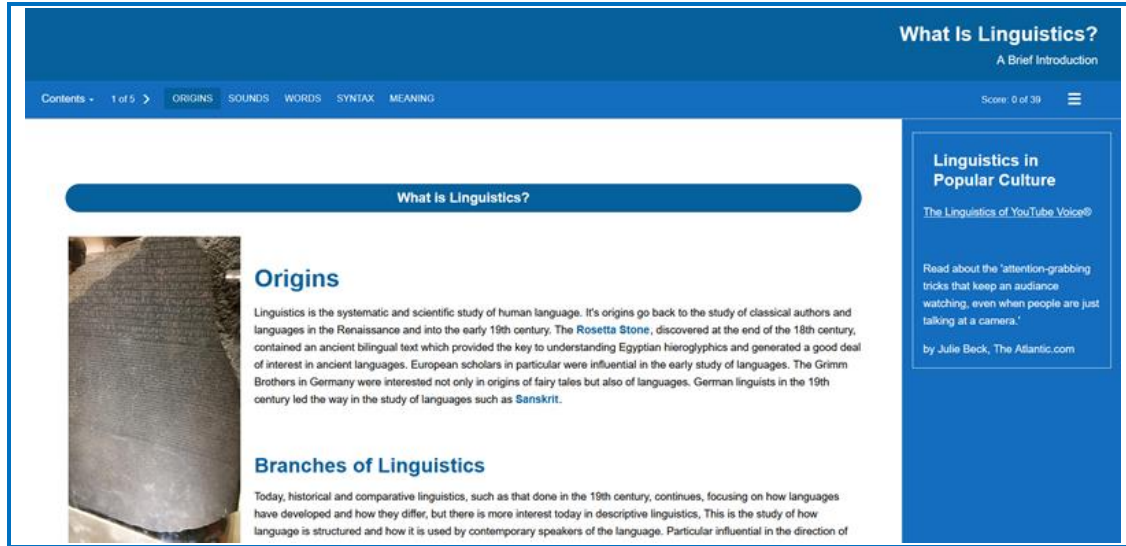 What Is Linguistics?
A Brief Introduction
Contents
1 of 5
ORIGINS SOUNDS WORDS SYNTAX MEANING
Score: 0 of 39
What is Linguistics?
Origins
Linguistics is the systematic and scientific study of human language. It's origins go back to the study of classical authors and
languages in the Renaissance and into the early 19th century. The Rosetta Stone, discovered at the end of the 18th century,
contained an ancient bilingual text which provided the key to understanding Egyptian hieroglyphics and generated a good deal
of interest in ancient languages. European scholars in particular were influential in the early study of languages. The Grimm
Brothers in Germany were interested not only in origins of fairy tales but also of languages. German linguists in the 19th
century led the way in the study of languages such as Sanskrit.
Branches of Linguistics
Today, historical and comparative linguistics, such as that done in the 19th century, continues, focusing on how languages
have developed and how they differ, but there is more interest today in descriptive linguistics, This is the study of how
language is structured and how it is used by contemporary speakers of the language. Particular influential in the direction of
Linguistics in
Popular Culture
The Linguistics of YouTube Voice®
Read about the 'attention-grabbing
tricks that keep an audience
watching, even when people are just
talking at a camera.'
by Julie Beck, The Atlantic.com